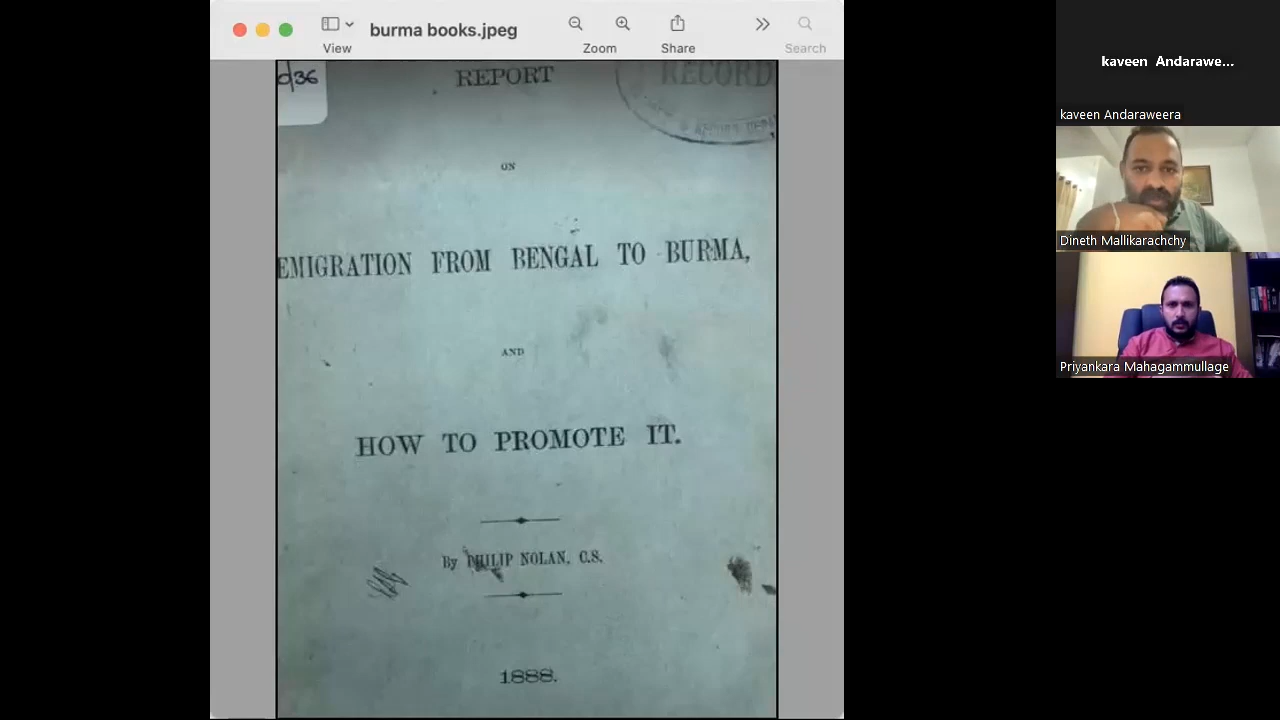 burma books.jpeg
View
Zoom
Share
Search
d36
REPORT
RECORD
ON
EMIGRATION FROM BENGAL TO BURMA,
AND
HOW TO PROMOTE IT.
By PHILIP NOLAN, C.S.
1888.
kaveen Andarawe...
kaveen Andaraweera
Dineth Mallikarachchy
Priyankara Mahagammullage